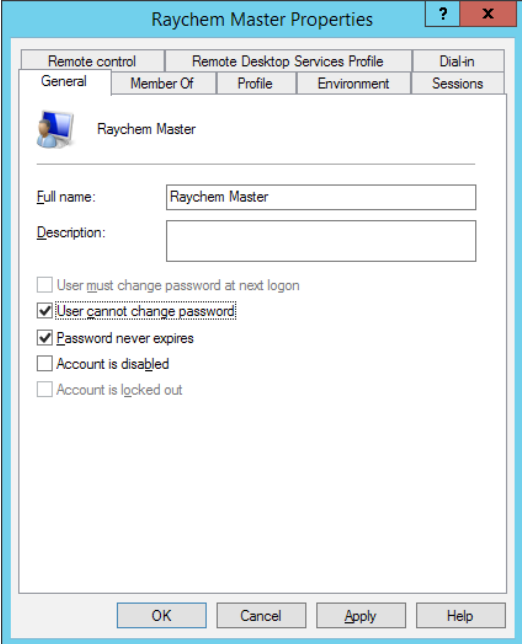 Raychem Master Properties
?
x
Remote control Remote Desktop Services Profile Dial-in
General Member Of Profile Environment Sessions
Raychem Master
Full name: Raychem Master
Description:
User must change password at next logon
User cannot change password
Password never expires
Account is disabled
Account is locked out
OK Cancel Apply Help